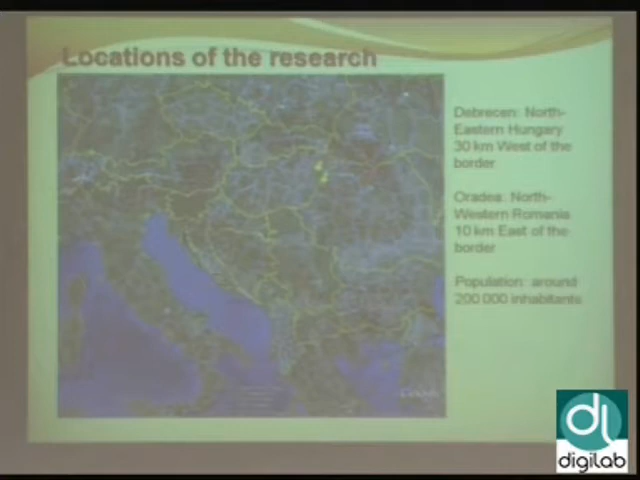 Locations of the research
Debrecen: North-
Eastern Hungary
30 km West of the
border
Oradea: North-
Western Romania
10 km East of the
border
Population: around
200 000 inhabitants
dl
digilab